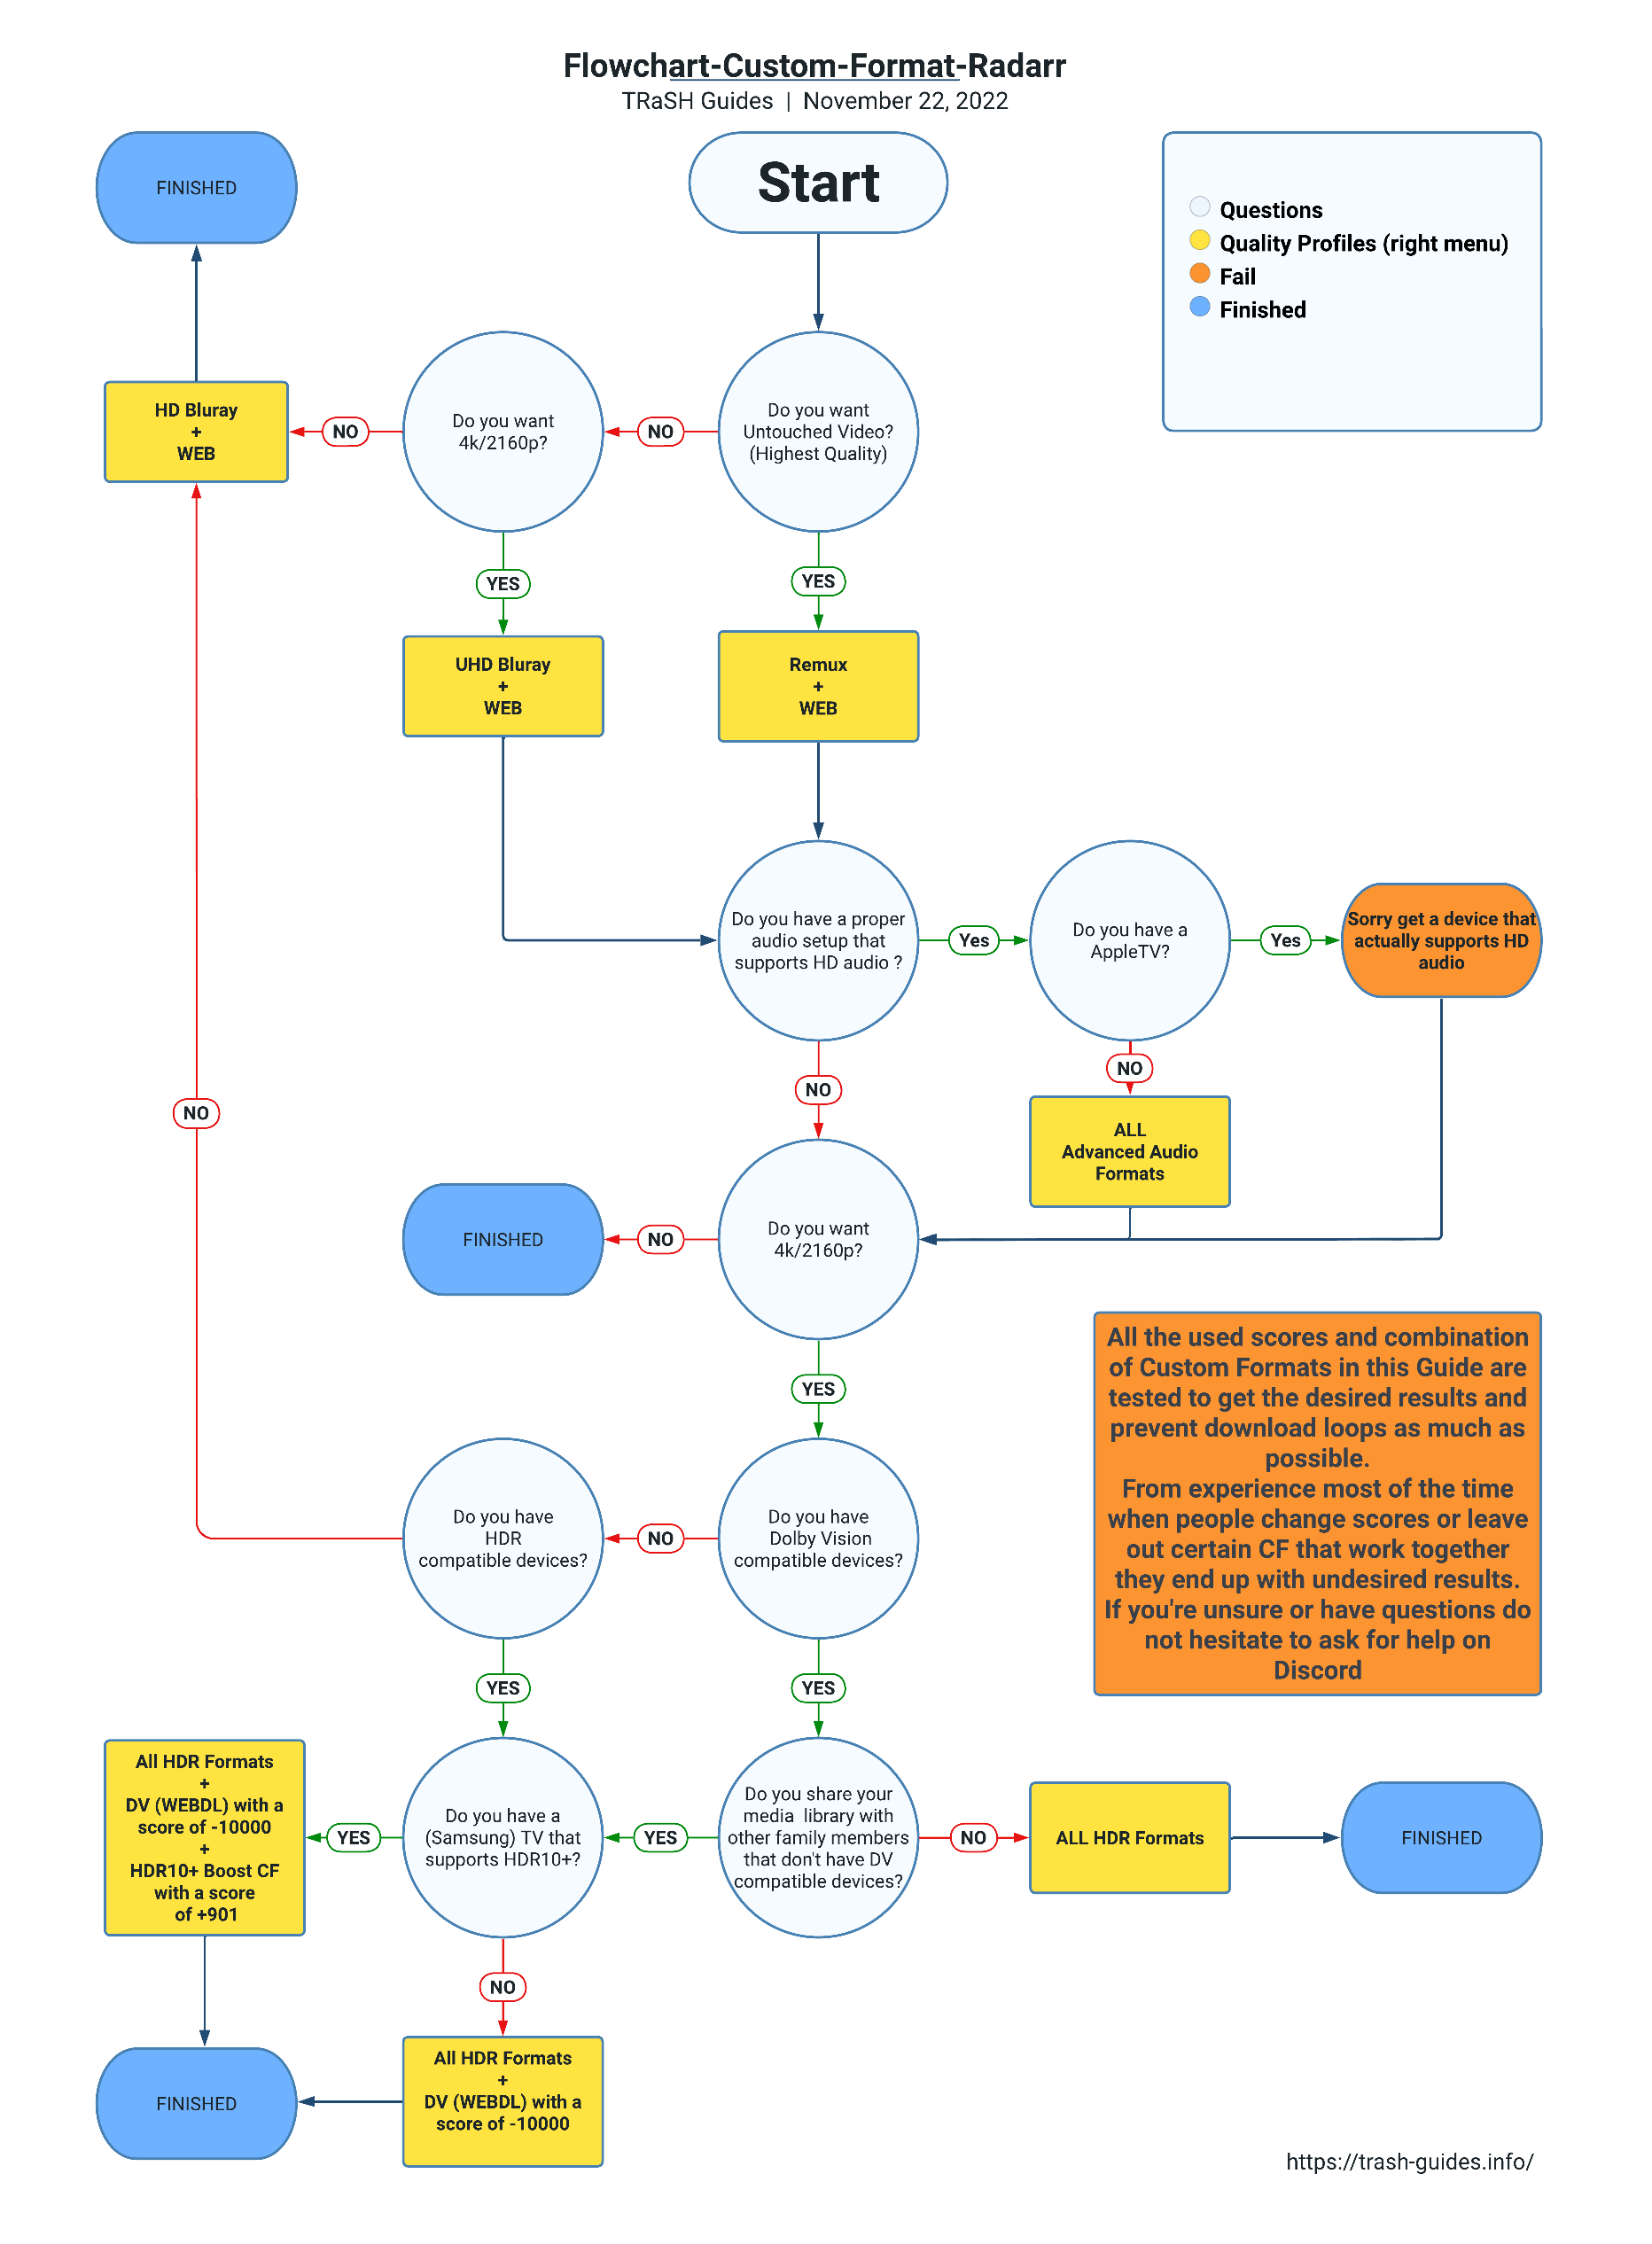 Flowchart-Custom-Format-Radarr
TRaSH Guides | November 22, 2022
FINISHED
Start
Questions
Quality Profiles (right menu)
Fail
Finished
HD Bluray
+
WEB
NO
Do you want
4k/2160p?
NO
Do you want
Untouched Video?
(Highest Quality)
YES
YES
UHD Bluray
+
WEB
Remux
+
WEB
Do you have a proper
audio setup that
supports HD audio ?
Yes
Do you have a
AppleTV?
Yes
Sorry get a device that
actually supports HD
audio
NO
NO
NO
ALL
Advanced Audio
Formats
FINISHED
NO
Do you want
4k/2160p?
YES
All the used scores and combination
of Custom Formats in this Guide are
tested to get the desired results and
prevent download loops as much as
possible.
From experience most of the time
when people change scores or leave
out certain CF that work together
they end up with undesired results.
If you're unsure or have questions do
not hesitate to ask for help on
Discord
Do you have
HDR
compatible devices?
NO
Do you have
Dolby Vision
compatible devices?
YES
YES
All HDR Formats
+
DV (WEBDL) with a
score of -10000
+
HDR10+ Boost CF
with a score
of +901
YES
Do you have a
(Samsung) TV that
supports HDR10+?
YES
Do you share your
media library with
other family members
that don't have DV
compatible devices?
NO
ALL HDR Formats
FINISHED
NO
All HDR Formats
+
DV (WEBDL) with a
score of -10000
FINISHED
https://trash-guides.info/